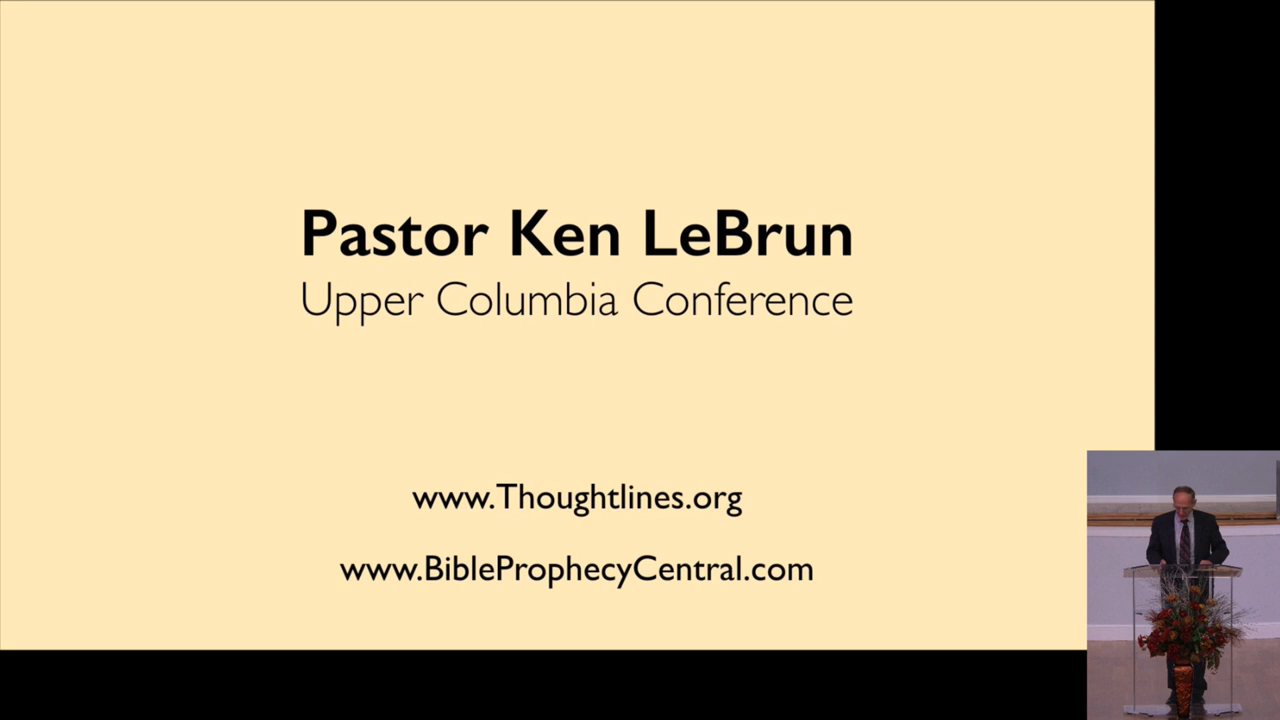 Pastor Ken LeBrun
Upper Columbia Conference
www.Thoughtlines.org
www.BibleProphecyCentral.com